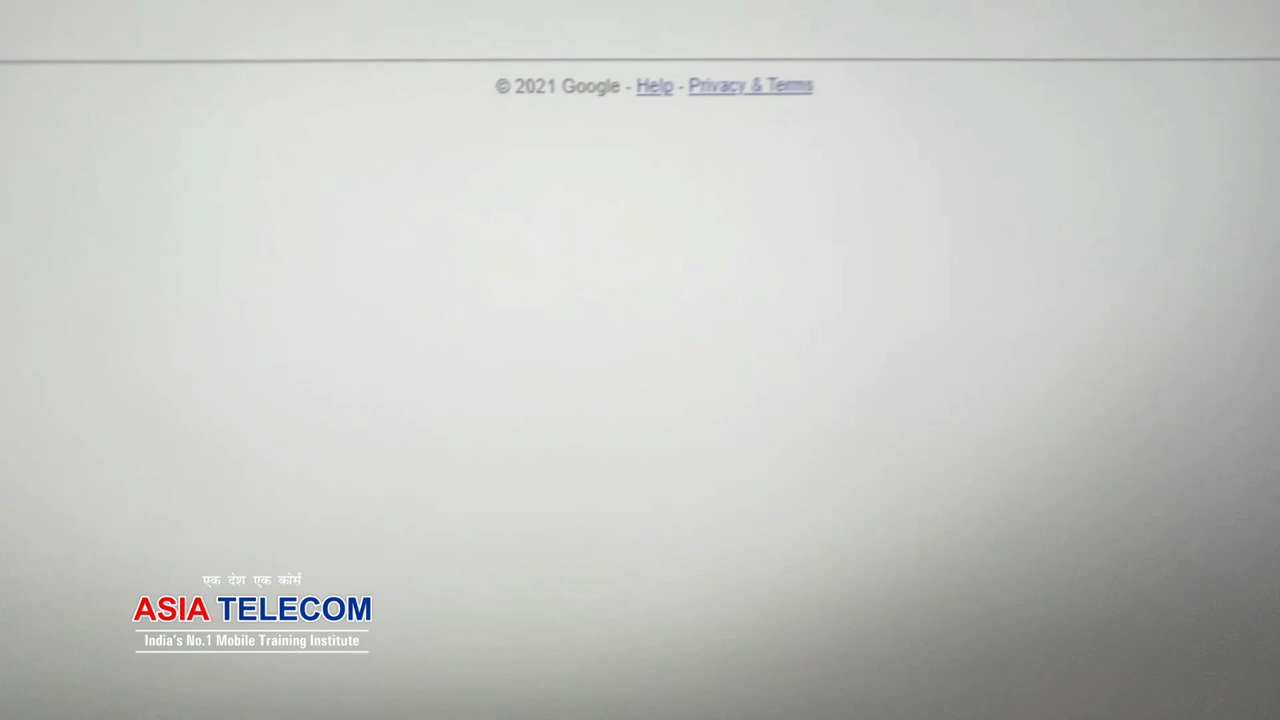 © 2021 Google - Help - Privacy & Terms
एक देश एक कोर्स
ASIA TELECOM
India's No.1 Mobile Training Institute